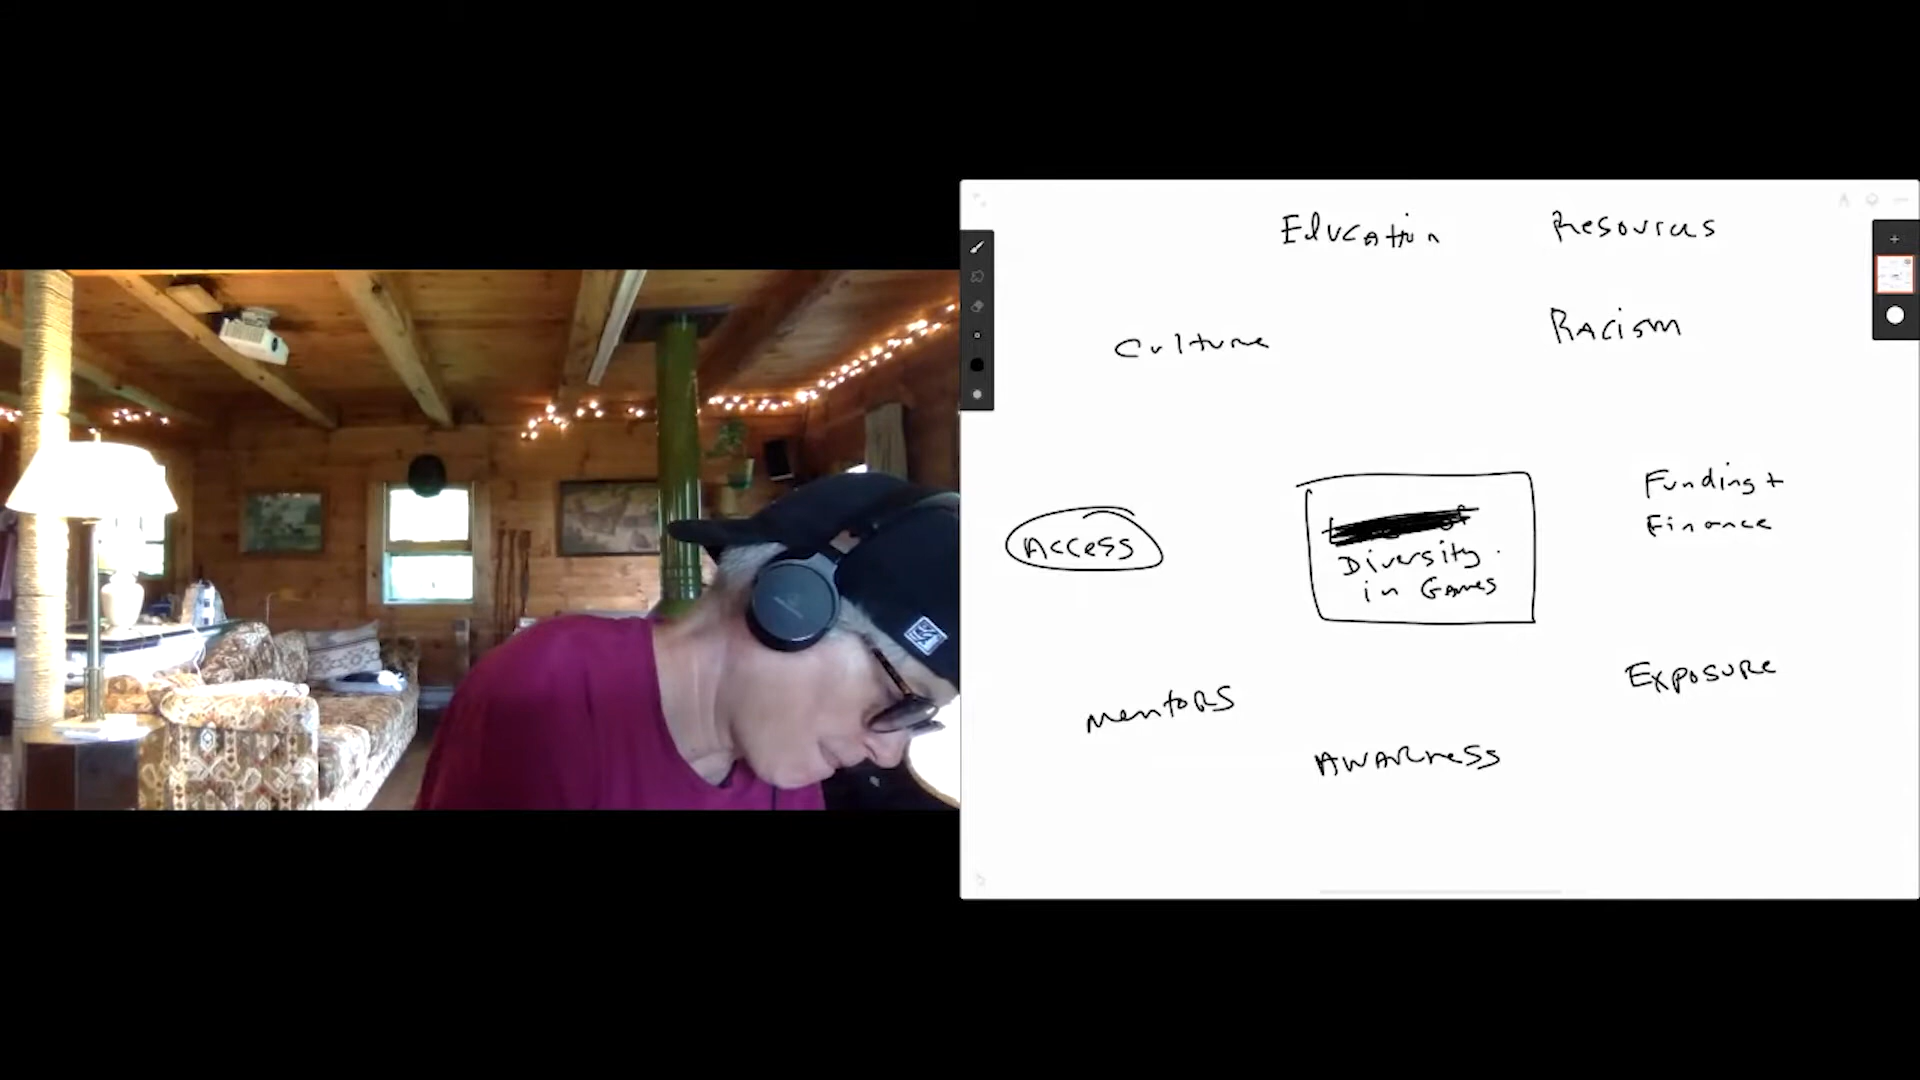 Education
Resources
Culture
Racism
Funding +
Finance
Access
Diversity
in Games
Exposure
Mentors
Awarness